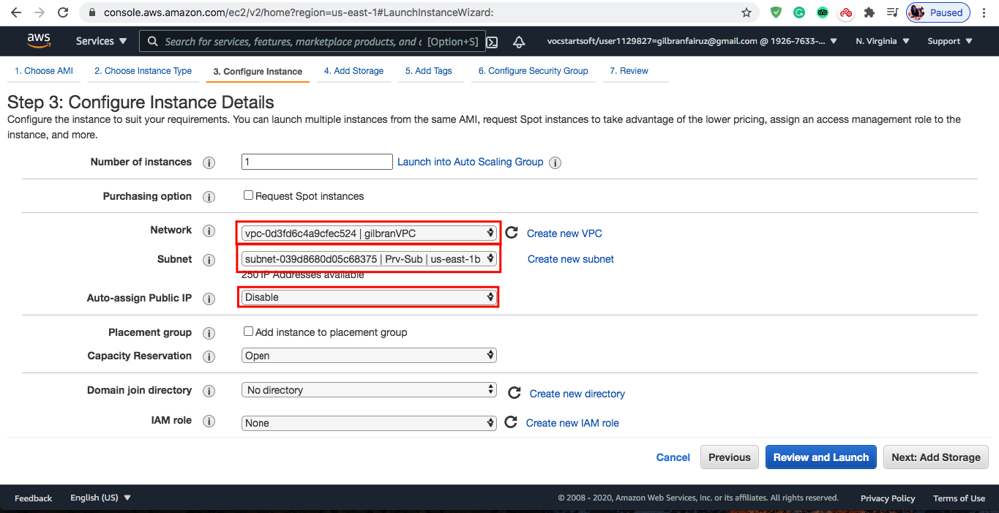 console.aws.amazon.com/ec2/v2/home?region=us-east-1#LaunchInstanceWizard:
Paused
aws
Services
Search for services, features, marketplace products, and c [Option+S]
vocstartsoft/user1129827=gilbranfairuz@gmail.com @ 1926-7633-...
N. Virginia
Support
1. Choose AMI
2. Choose Instance Type
3. Configure Instance
4. Add Storage
5. Add Tags
6. Configure Security Group
7. Review
Step 3: Configure Instance Details
Configure the instance to suit your requirements. You can launch multiple instances from the same AMI, request Spot instances to take advantage of the lower pricing, assign an access management role to the
instance, and more.
Number of instances
1
Launch into Auto Scaling Group
Purchasing option
Request Spot instances
Network
vpc-0d3fd6c4a9cfec524 | gilbranVPC
Create new VPC
Subnet
subnet-039d8680d05c68375 | Prv-Sub | us-east-1b
Create new subnet
250 IP Addresses available
Auto-assign Public IP
Disable
Placement group
Add instance to placement group
Capacity Reservation
Open
Domain join directory
No directory
Create new directory
IAM role
None
Create new IAM role
Cancel
Previous
Review and Launch
Next: Add Storage
Feedback
English (US)
© 2008 - 2020, Amazon Web Services, Inc. or its affiliates. All rights reserved.
Privacy Policy
Terms of Use